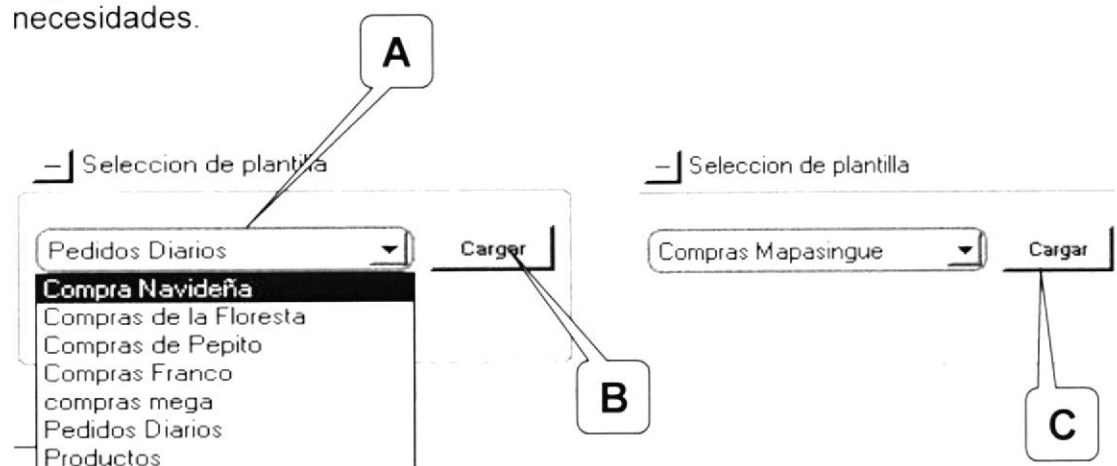 necesidades.
A
Seleccion de plantilla
Pedidos Diarios
Cargar
Compra Navideña
Compras de la Floresta
Compras de Pepito
Compras Franco
compras mega
Pedidos Diarios
Productos
B
Seleccion de plantilla
Compras Mapasingue
Cargar
C